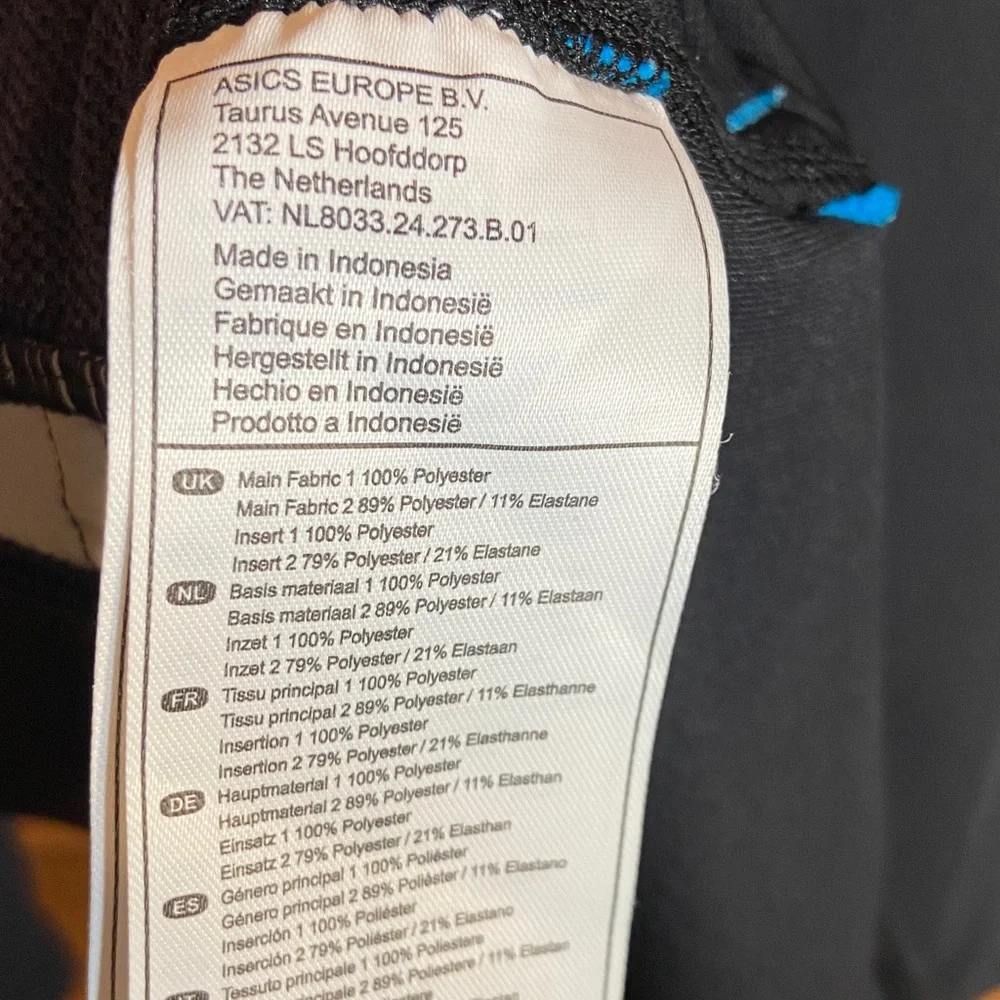 ASICS EUROPE B.V.
Taurus Avenue 125
2132 LS Hoofddorp
The Netherlands
VAT: NL8033.24.273.B.01
Made in Indonesia
Gemaakt in Indonesië
Fabrique en Indonesië
Hergestellt in Indonesië
Hechio en Indonesië
Prodotto a Indonesië
UK Main Fabric 1 100% Polyester
Main Fabric 2 89% Polyester / 11% Elastane
Insert 1 100% Polyester
Insert 2 79% Polyester / 21% Elastane
NL Basis materiaal 1 100% Polyester
Basis materiaal 2 89% Polyester / 11% Elastaan
Inzet 1 100% Polyester
Inzet 2 79% Polyester / 21% Elastaan
FR Tissu principal 1 100% Polyester
Tissu principal 2 89% Polyester / 11% Elasthanne
Insertion 1 100% Polyester
Insertion 2 79% Polyester / 21% Elasthanne
DE Hauptmaterial 1 100% Polyester
Hauptmaterial 2 89% Polyester / 11% Elasthan
Einsatz 1 100% Polyester
Einsatz 2 79% Polyester / 21% Elasthan
ES Género principal 1 100% Poliéster
Género principal 2 89% Poliéster / 11% Elastano
Inserción 1 100% Poliéster
Inserción 2 79% Poliéster / 21% Elastano
Tessuto principale 1 100% Poliestere
principale 2 89% Poliestere / 11% Elastan